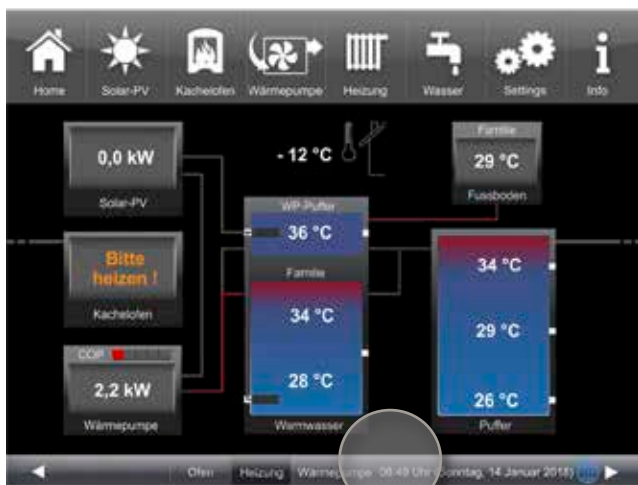 Home Solar-PV Kachelofen Wärmepumpe Heizung Wasser Settings Info
0,0 kW
Solar-PV
- 12 °C
Familie
29 °C
Fussboden
WP-Puffer
36 °C
Bitte
heizen !
Kachelofen
Familie
34 °C
28 °C
Warmwasser
34 °C
29 °C
26 °C
Puffer
COP
2,2 kW
Wärmepumpe
Ofen Heizung Wärmepumpe 08:49 Uhr (Sonntag, 14 Januar 2018)